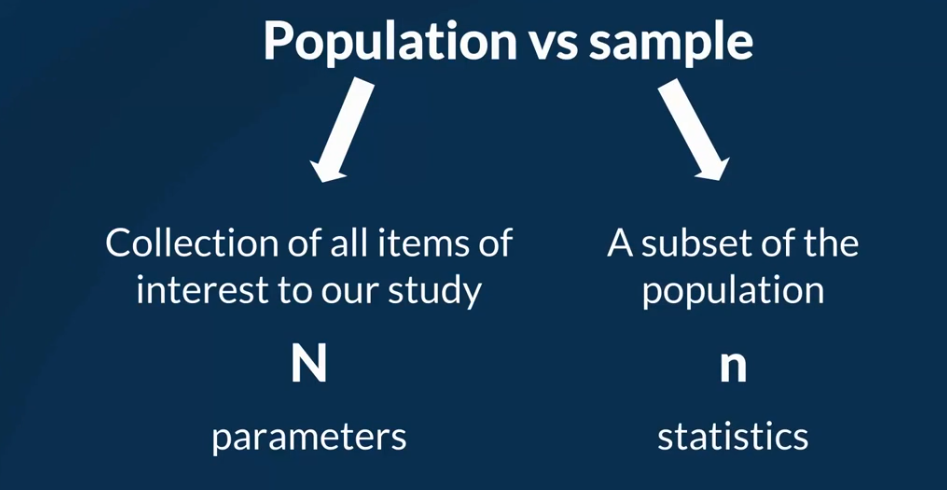 Population vs sample
Collection of all items of
interest to our study
N
parameters
A subset of the
population
n
statistics